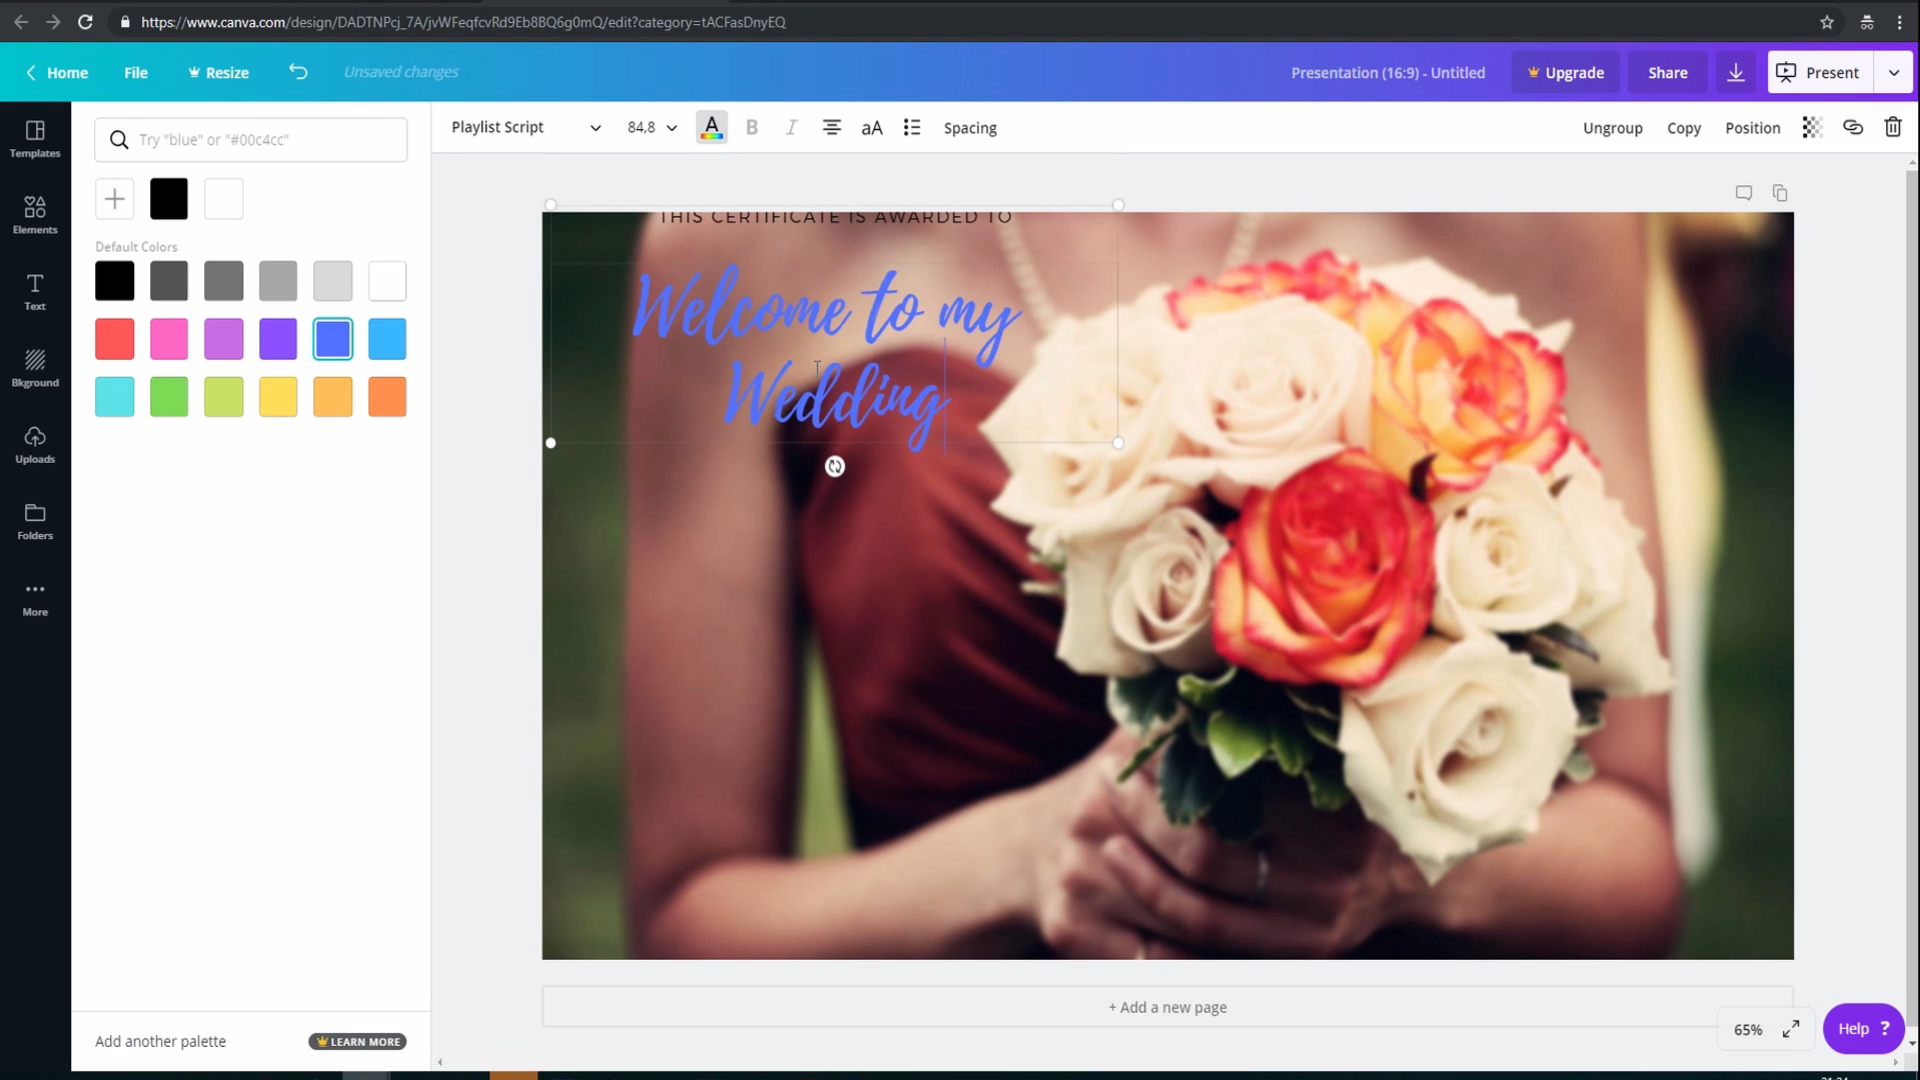 https://www.canva.com/design/DADTNPcj_7A/jvWFeqfcvRd9Eb8BQ6g0mQ/edit?category=tACFasDnyEQ
Home
File
Resize
Unsaved changes
Presentation (16:9) - Untitled
Upgrade
Share
Present
Templates
Elements
Text
Bkground
Uploads
Folders
More
Try "blue" or "#00c4cc"
Default Colors
Add another palette
LEARN MORE
Playlist Script
84,8
A
B
I
aA
Spacing
Ungroup
Copy
Position
THIS CERTIFICATE IS AWARDED TO
Welcome to my
Wedding
+ Add a new page
65%
Help ?